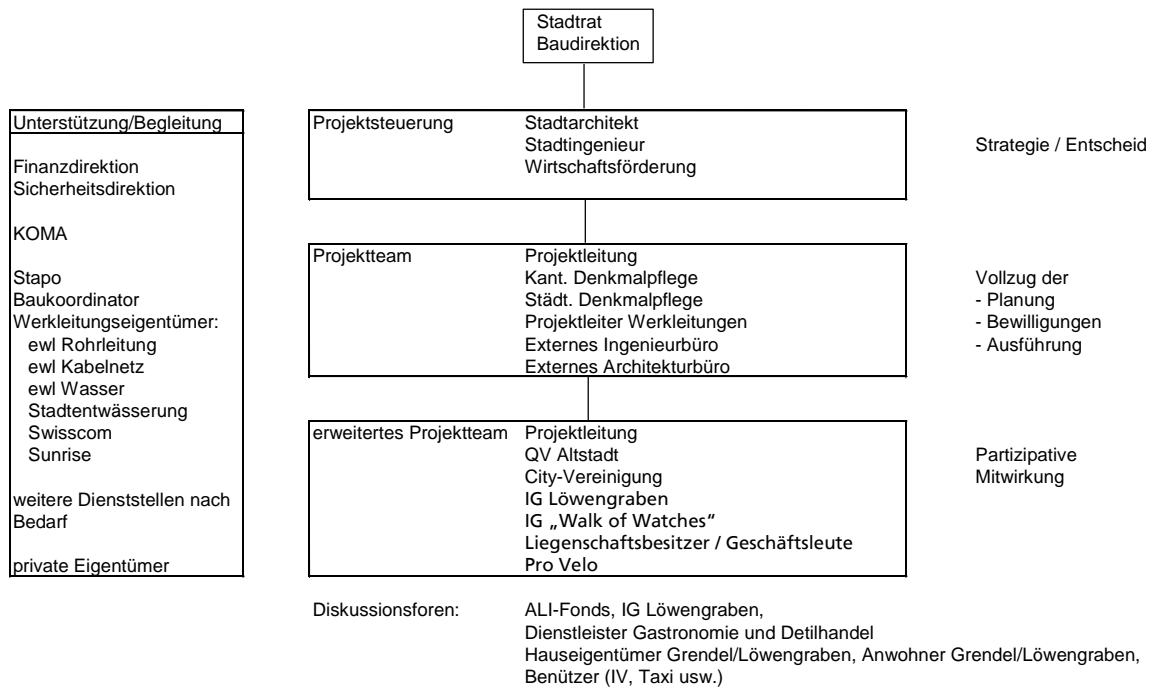 Stadtrat
Baudirektion
Unterstützung/Begleitung
Finanzdirektion
Sicherheitsdirektion
KOMA
Stapo
Baukoordinator
Werkleitungseigentümer:
ewl Rohrleitung
ewl Kabelnetz
ewl Wasser
Stadtentwässerung
Swisscom
Sunrise
weitere Dienststellen nach
Bedarf
private Eigentümer
Projektsteuerung
Stadtarchitekt
Stadtingenieur
Wirtschaftsförderung
Strategie / Entscheid
Projektteam
Projektleitung
Kant. Denkmalpflege
Städt. Denkmalpflege
Projektleiter Werkleitungen
Externes Ingenieurbüro
Externes Architekturbüro
Vollzug der
- Planung
- Bewilligungen
- Ausführung
erweitertes Projektteam
Projektleitung
QV Altstadt
City-Vereinigung
IG Löwengraben
IG „Walk of Watches“
Liegenschaftsbesitzer / Geschäftsleute
Pro Velo
Partizipative
Mitwirkung
Diskussionsforen:
ALI-Fonds, IG Löwengraben,
Dienstleister Gastronomie und Detilhandel
Hauseigentümer Grendel/Löwengraben, Anwohner Grendel/Löwengraben,
Benützer (IV, Taxi usw.)